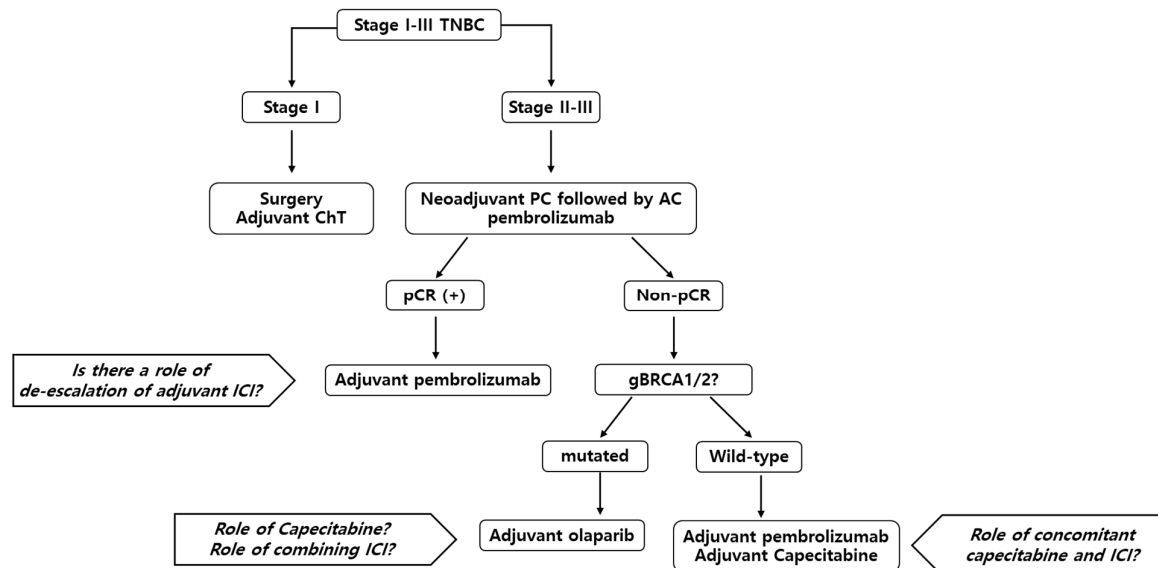 Stage I-III TNBC
Stage I
Stage II-III
Surgery
Adjuvant ChT
Neoadjuvant PC followed by AC
pembrolizumab
pCR (+)
Non-pCR
Is there a role of
de-escalation of adjuvant ICI?
Adjuvant pembrolizumab
gBRCA1/2?
mutated
Wild-type
Role of Capecitabine?
Role of combining ICI?
Adjuvant olaparib
Adjuvant pembrolizumab
Adjuvant Capecitabine
Role of concomitant
capecitabine and ICI?